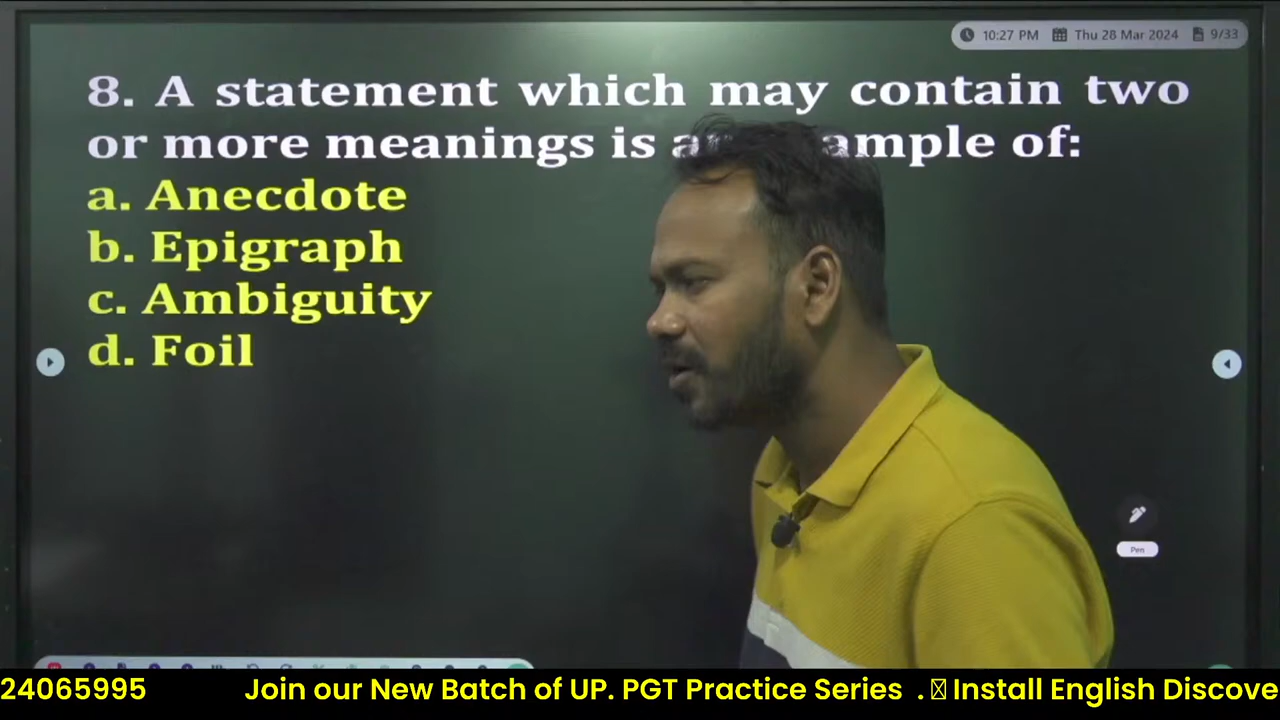 10:27 PM Thu 28 Mar 2024 9/33
8. A statement which may contain two
or more meanings is ample of:
a. Anecdote
b. Epigraph
c. Ambiguity
d. Foil
Pen
24065995 Join our New Batch of UP. PGT Practice Series . Install English Discove